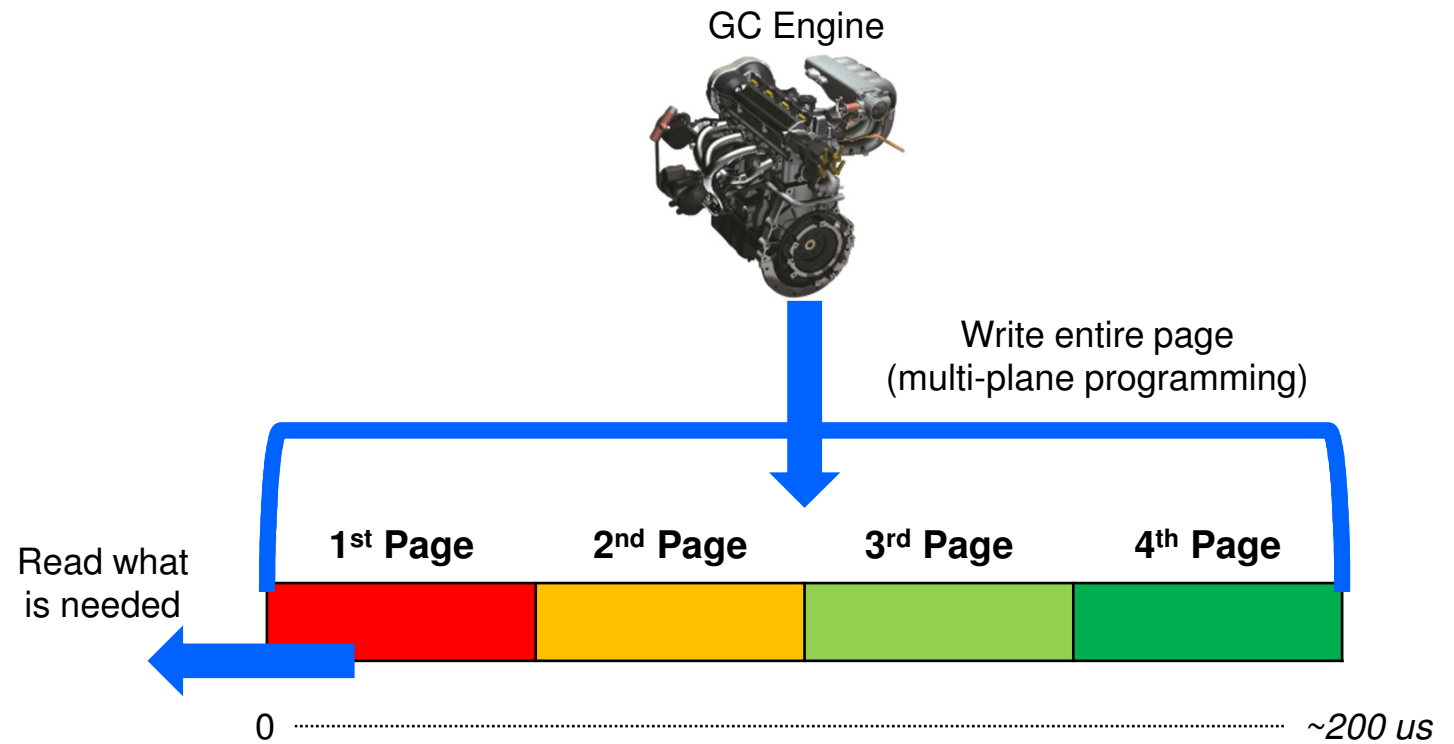 GC Engine
Write entire page
(multi-plane programming)
1st Page
2nd Page
3rd Page
4th Page
Read what
is needed
0
~200 us